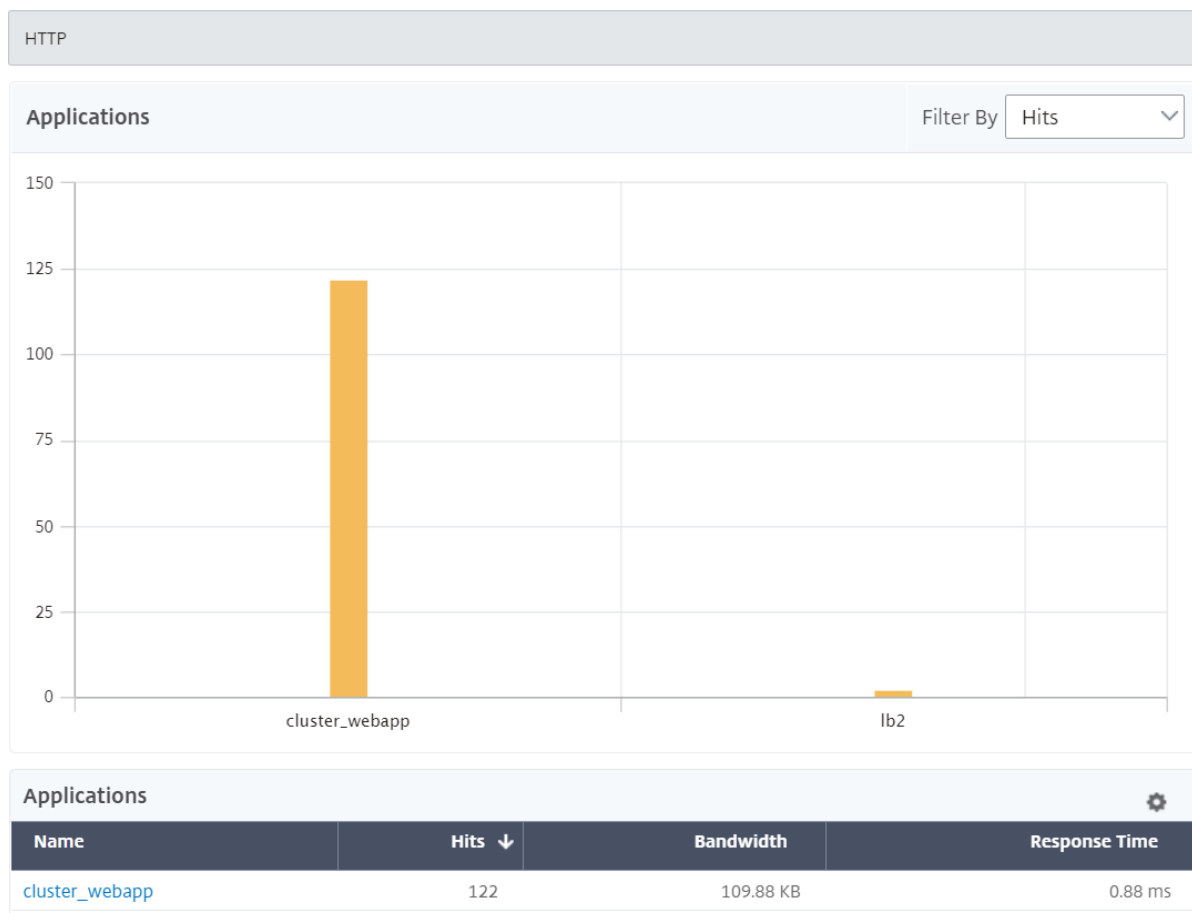 HTTP
Applications
Filter By Hits
150
125
100
75
50
25
0
cluster_webapp lb2
Applications
Name Hits Bandwidth Response Time
cluster_webapp 122 109.88 KB 0.88 ms